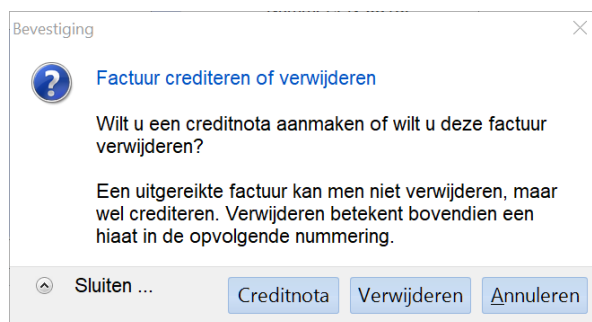 Bevestiging
Factuur crediteren of verwijderen
Wilt u een creditnota aanmaken of wilt u deze factuur
verwijderen?
Een uitgereikte factuur kan men niet verwijderen, maar
wel crediteren. Verwijderen betekent bovendien een
hiaat in de opvolgende nummering.
Sluiten ...
Creditnota
Verwijderen
Annuleren